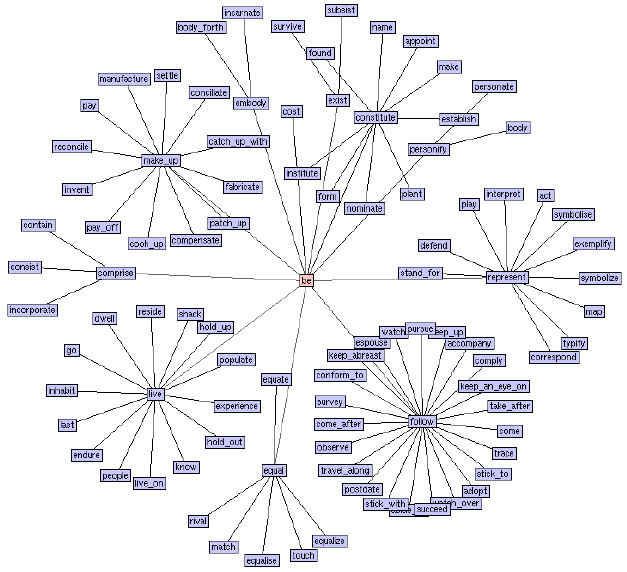 incarnate
subsist
body_forth
survive
name
found
appoint
manufacture
settle
make
conciliate
personate
pay
embody
exist
cost
constitute
establish
body
reconcile
catch_up_with
make_up
personify
institute
invent
fabricate
form
plant
nominate
interpret
act
play
symbolise
contain
pay_off
patch_up
cook_up
compensate
defend
exemplify
consist
comprise
stand_for
represent
symbolize
be
incorporate
map
reside
shack
dwell
hold_up
watch
pursue
keep_up
espouse
accompany
typify
correspond
go
keep_abreast
populate
comply
equate
conform_to
inhabit
live
keep_an_eye_on
experience
survey
take_after
last
come_after
follow
come
hold_out
observe
endure
trace
know
equal
travel_along
people
live_on
stick_to
postdate
adopt
stick_with
succeed
watch_over
rival
match
equalize
equalise
touch